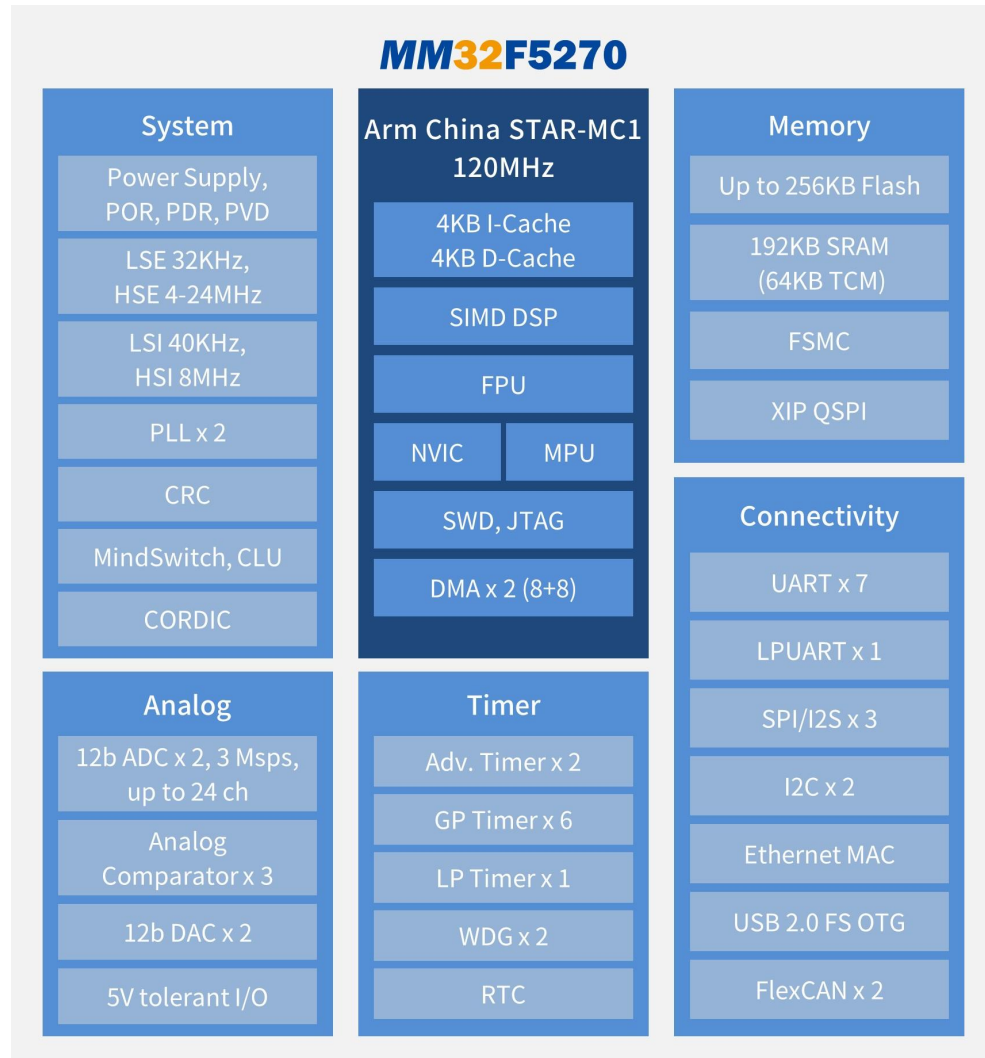 MM32F5270
System
Power Supply,
POR, PDR, PVD
LSE 32KHz,
HSE 4-24MHz
LSI 40KHz,
HSI 8MHz
PLL x 2
CRC
MindSwitch, CLU
CORDIC
Arm China STAR-MC1
120MHz
4KB I-Cache
4KB D-Cache
SIMD DSP
FPU
NVIC
MPU
SWD, JTAG
DMA x 2 (8+8)
Memory
Up to 256KB Flash
192KB SRAM
(64KB TCM)
FSMC
XIP QSPI
Analog
12b ADC x 2, 3 Msps,
up to 24 ch
Analog
Comparator x 3
12b DAC x 2
5V tolerant I/O
Timer
Adv. Timer x 2
GP Timer x 6
LP Timer x 1
WDG x 2
RTC
Connectivity
UART x 7
LPUART x 1
SPI/I2S x 3
I2C x 2
Ethernet MAC
USB 2.0 FS OTG
FlexCAN x 2